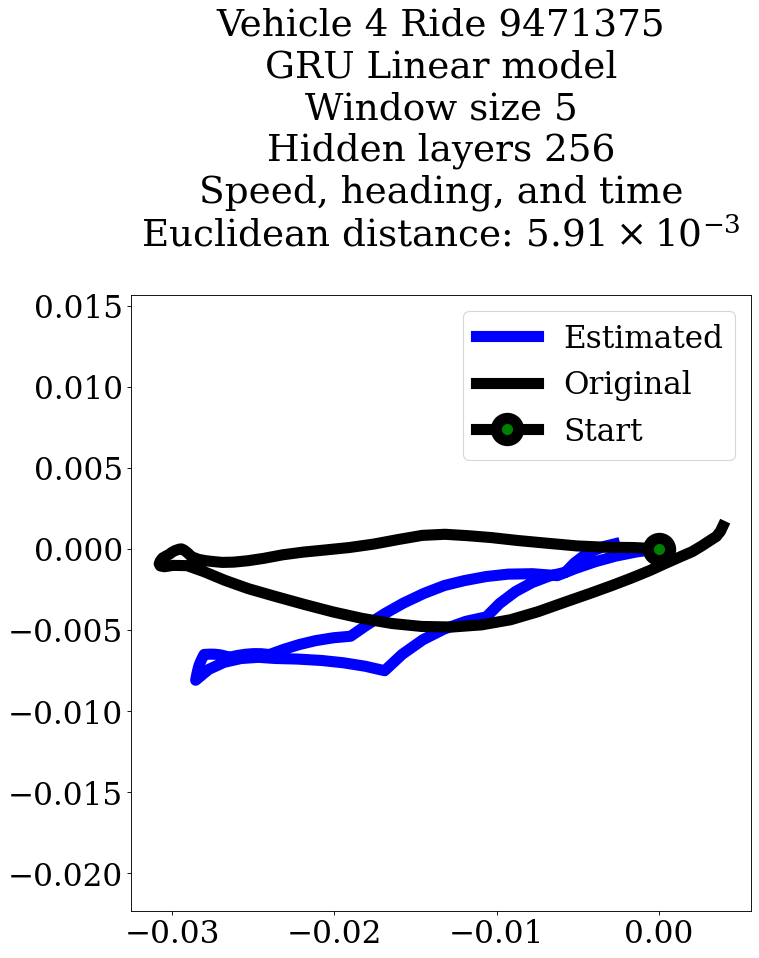 Vehicle 4 Ride 9471375
GRU Linear model
Window size 5
Hidden layers 256
Speed, heading, and time
Euclidean distance: 5.91 × 10⁻³
Estimated
Original
Start
0.015
0.010
0.005
0.000
−0.005
−0.010
−0.015
−0.020
−0.03 −0.02 −0.01 0.00